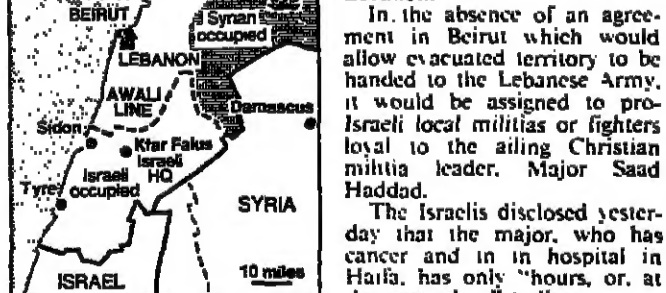 BEIRUT
Syrian
occupied
LEBANON
AWALI
LINE
Damascus
Sidon
Kfar Falus
Israeli
HQ
Israeli
occupied
Tyre
SYRIA
10 miles
ISRAEL
In. the absence of an agree-
ment in Beirut which would
allow evacuated territory to be
handed to the Lebanese Army.
it would be assigned to pro-
Israeli local militias or fighters
loyal to the ailing Christian
militia leader. Major Saad
Haddad.
The Israelis disclosed yester-
day that the major. who has
cancer and in in hospital in
Haifa. has only "hours, or. at